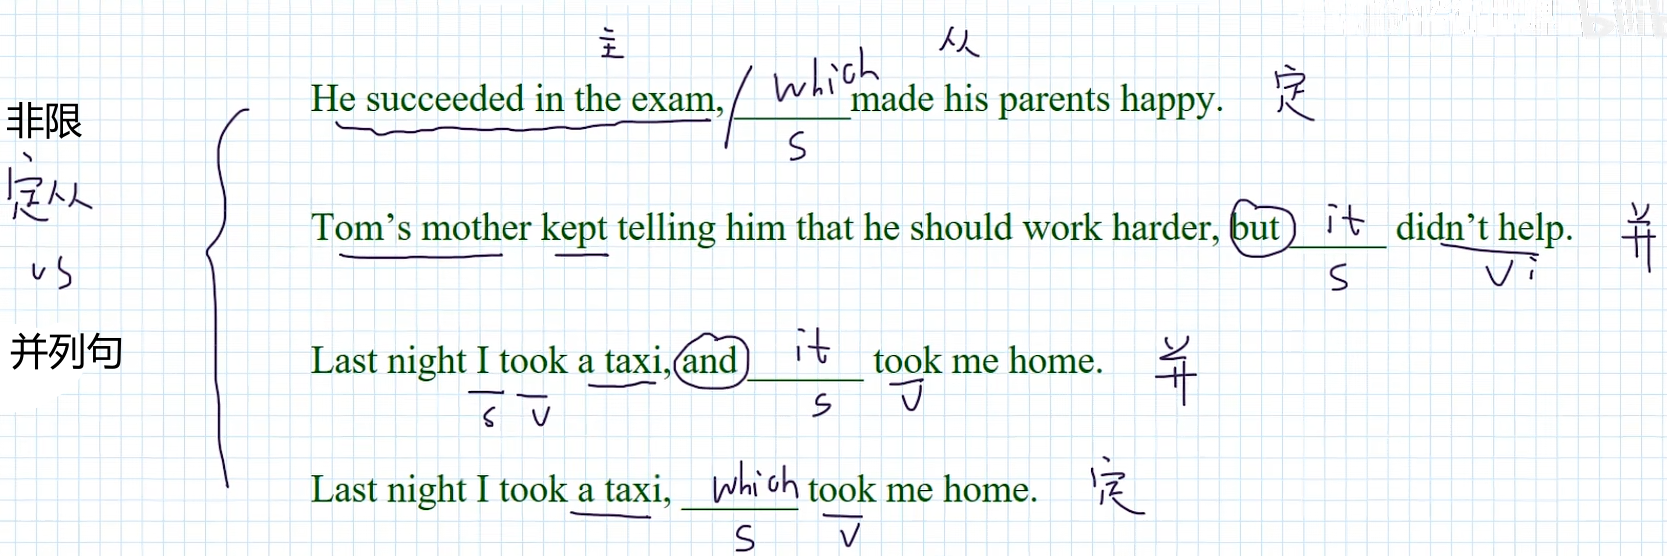 主 从
He succeeded in the exam, which made his parents happy. 定
S
非限
定从
vs
并列句
Tom's mother kept telling him that he should work harder, but it didn't help. 并
S Vi
Last night I took a taxi, and it took me home. 并
S V S V
Last night I took a taxi, which took me home. 定
S V